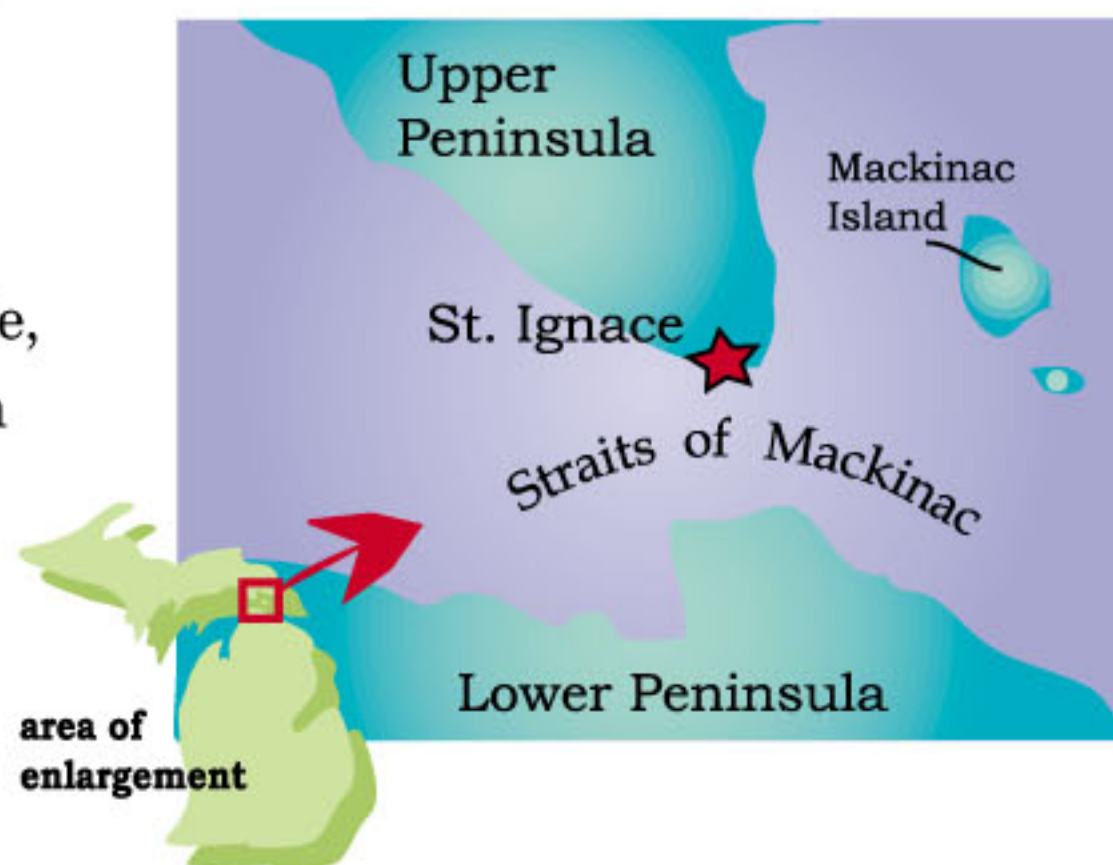 Upper
Peninsula
Mackinac
Island
e,
St. Ignace
Straits of Mackinac
Lower Peninsula
area of
enlargement